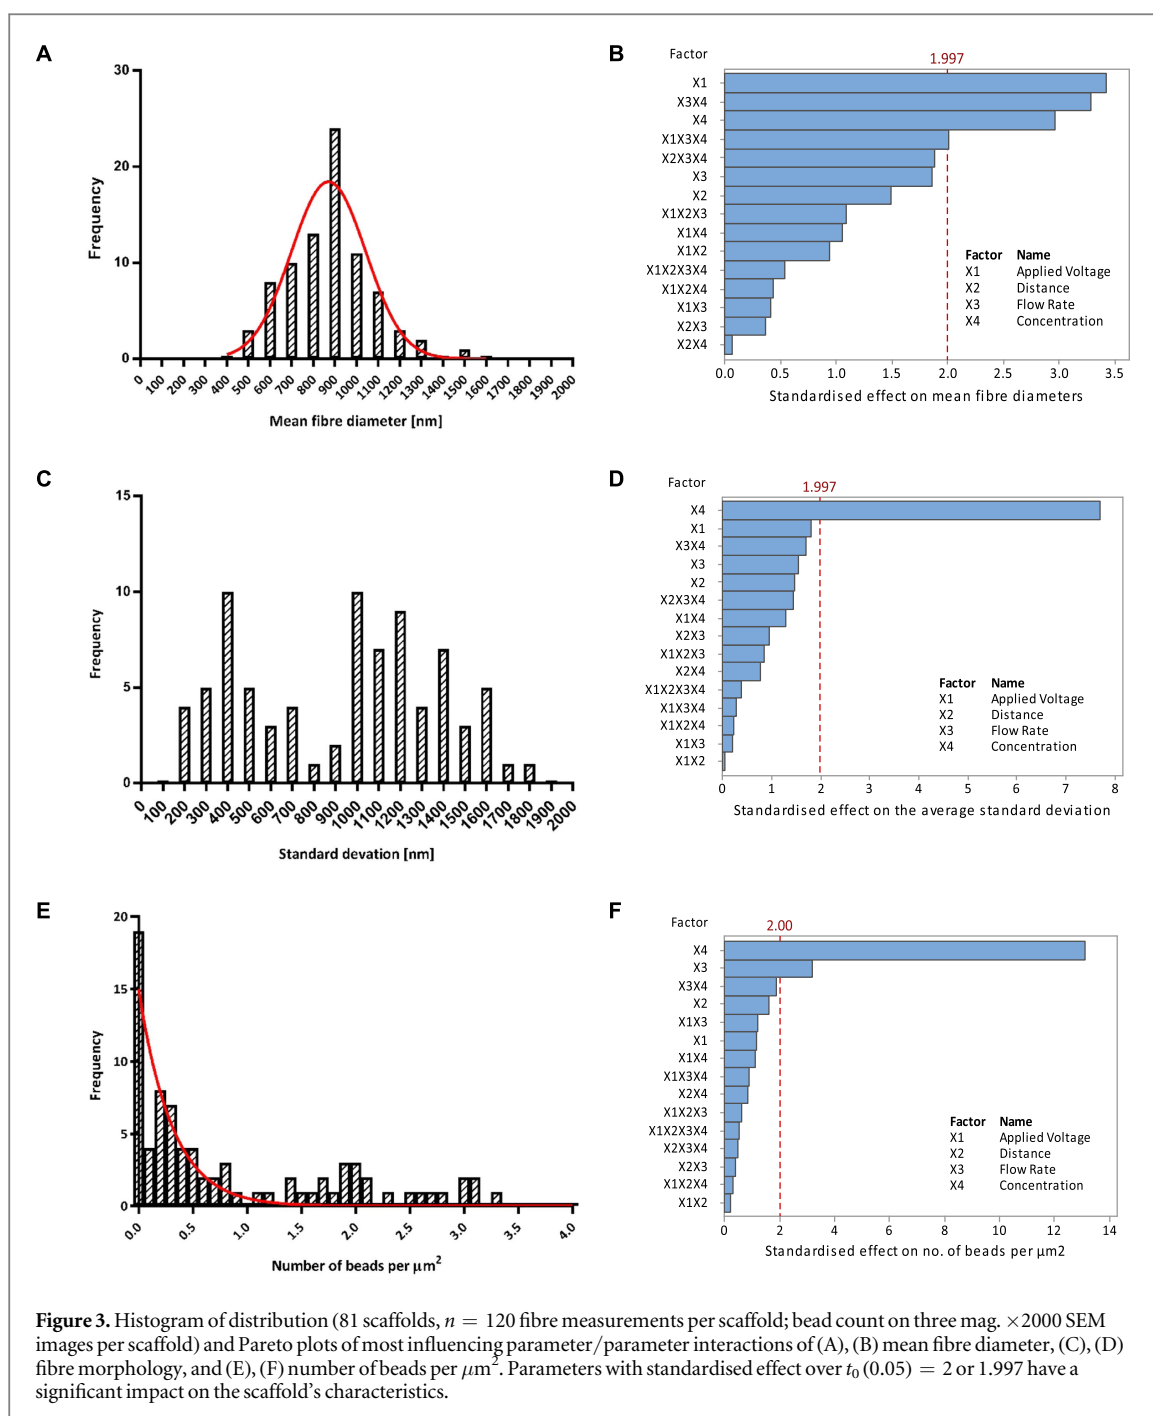 A
30
20
10
0
Frequency
0 100 200 300 400 500 600 700 800 900 1000 1100 1200 1300 1400 1500 1600 1700 1800 1900 2000
Mean fibre diameter [nm]
B
Factor
1.997
X1
X3X4
X4
X1X3X4
X2X3X4
X3
X2
X1X2X3
X1X4
X1X2
X1X2X3X4
X1X2X4
X1X3
X2X3
X2X4
Factor Name
X1 Applied Voltage
X2 Distance
X3 Flow Rate
X4 Concentration
0.0 0.5 1.0 1.5 2.0 2.5 3.0 3.5
Standardised effect on mean fibre diameters
C
15
10
5
0
Frequency
0 100 200 300 400 500 600 700 800 900 1000 1100 1200 1300 1400 1500 1600 1700 1800 1900 2000
Standard devation [nm]
D
Factor
1.997
X4
X1
X3X4
X3
X2
X2X3X4
X1X4
X2X3
X1X2X3
X2X4
X1X2X3X4
X1X3X4
X1X2X4
X1X3
X1X2
Factor Name
X1 Applied Voltage
X2 Distance
X3 Flow Rate
X4 Concentration
0 1 2 3 4 5 6 7 8
Standardised effect on the average standard deviation
E
20
15
10
5
0
Frequency
0.0 0.5 1.0 1.5 2.0 2.5 3.0 3.5 4.0
Number of beads per μm²
F
Factor
2.00
X4
X3
X3X4
X2
X1X3
X1
X1X4
X1X3X4
X2X4
X1X2X3
X1X2X3X4
X2X3X4
X2X3
X1X2X4
X1X2
Factor Name
X1 Applied Voltage
X2 Distance
X3 Flow Rate
X4 Concentration
0 2 4 6 8 10 12 14
Standardised effect on no. of beads per μm2
Figure 3. Histogram of distribution (81 scaffolds, n = 120 fibre measurements per scaffold; bead count on three mag. ×2000 SEM
images per scaffold) and Pareto plots of most influencing parameter/parameter interactions of (A), (B) mean fibre diameter, (C), (D)
fibre morphology, and (E), (F) number of beads per μm². Parameters with standardised effect over t₀ (0.05) = 2 or 1.997 have a
significant impact on the scaffold's characteristics.